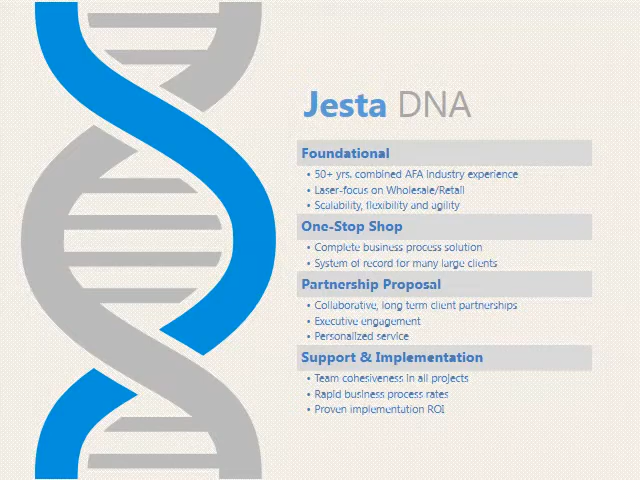 Jesta DNA
Foundational
• 50+ yrs. combined AFA industry experience
• Laser-focus on Wholesale/Retail
• Scalability, flexibility and agility
One-Stop Shop
• Complete business process solution
• System of record for many large clients
Partnership Proposal
• Collaborative, long term client partnerships
• Executive engagement
• Personalized service
Support & Implementation
• Team cohesiveness in all projects
• Rapid business process rates
• Proven implementation ROI